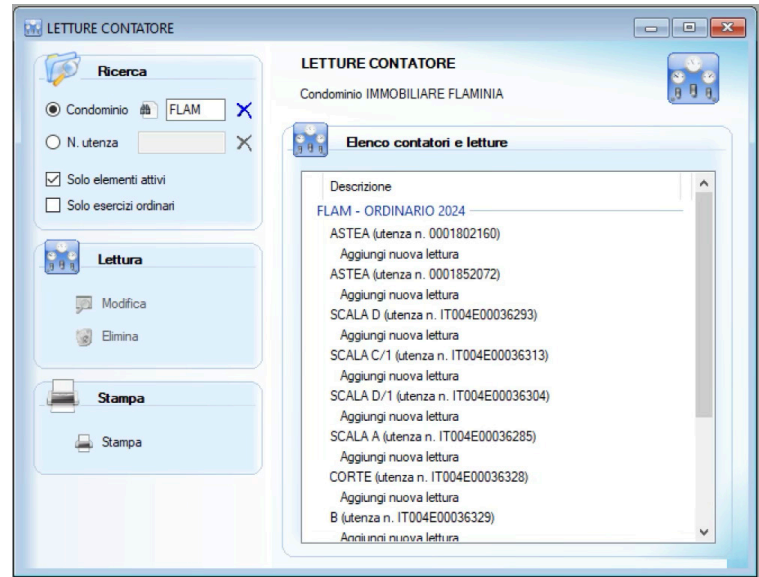 LETTURE CONTATORE
Ricerca
Condominio FLAM
N. utenza
Solo elementi attivi
Solo esercizi ordinari
Lettura
Modifica
Elimina
Stampa
Stampa
LETTURE CONTATORE
Condominio IMMOBILIARE FLAMINIA
Elenco contatori e letture
Descrizione
FLAM - ORDINARIO 2024
ASTEA (utenza n. 0001802160)
Aggiungi nuova lettura
ASTEA (utenza n. 0001852072)
Aggiungi nuova lettura
SCALA D (utenza n. IT004E00036293)
Aggiungi nuova lettura
SCALA C/1 (utenza n. IT004E00036313)
Aggiungi nuova lettura
SCALA D/1 (utenza n. IT004E00036304)
Aggiungi nuova lettura
SCALA A (utenza n. IT004E00036285)
Aggiungi nuova lettura
CORTE (utenza n. IT004E00036328)
Aggiungi nuova lettura
B (utenza n. IT004E00036329)
Aggiungi nuova lettura